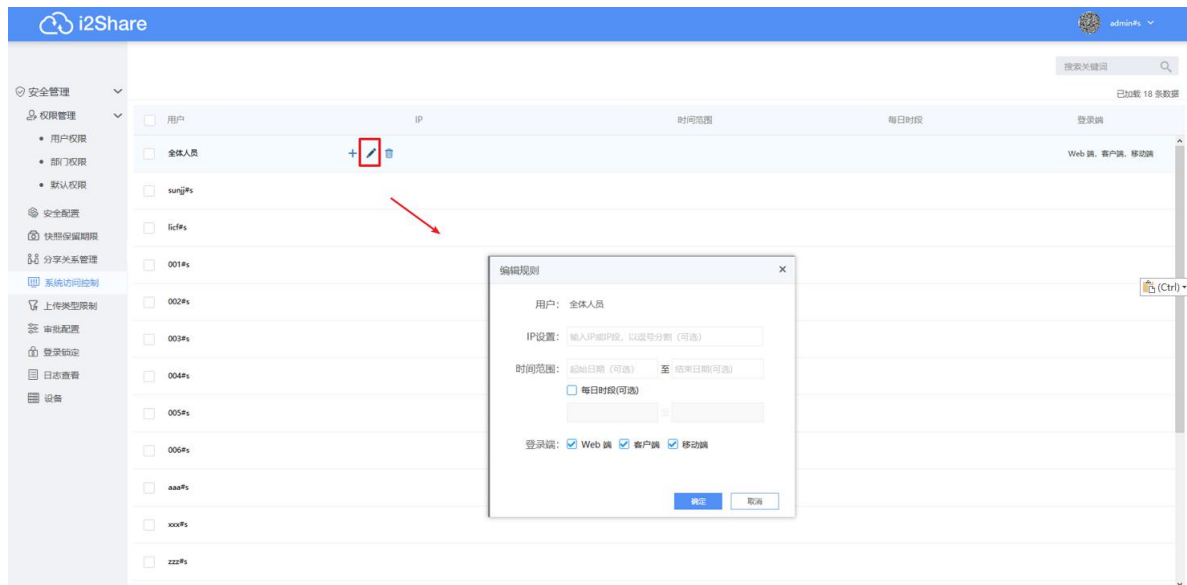 i2Share
admin#s
搜索关键词
已加载 18 条数据
安全管理
权限管理
用户权限
部门权限
默认权限
安全配置
快照保留期限
分享关系管理
系统访问控制
上传类型限制
审批配置
登录锁定
日志查看
设备
用户 IP 时间范围 每日时段 登录端
全体人员 Web 端、客户端、移动端
sunjj#s
licf#s
001#s
002#s
003#s
004#s
005#s
006#s
aaa#s
xxx#s
zzz#s
编辑规则 ×
用户: 全体人员
IP设置: 输入IP或IP段，以逗号分割（可选）
时间范围: 起始日期（可选） 至 结束日期(可选)
每日时段(可选)
至
登录端: Web 端 客户端 移动端
确定 取消
(Ctrl)